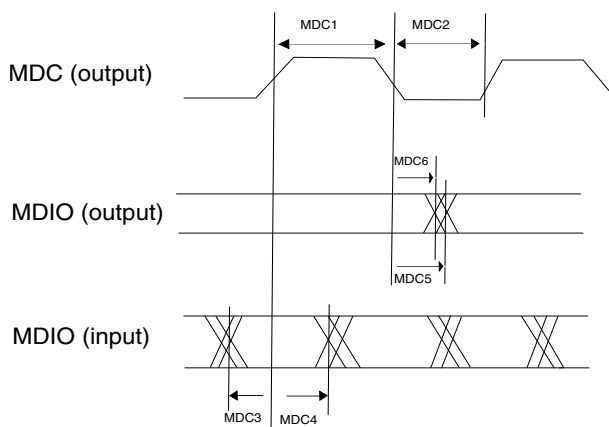 MDC1
MDC2
MDC (output)
MDC6
MDIO (output)
MDC5
MDIO (input)
MDC3
MDC4